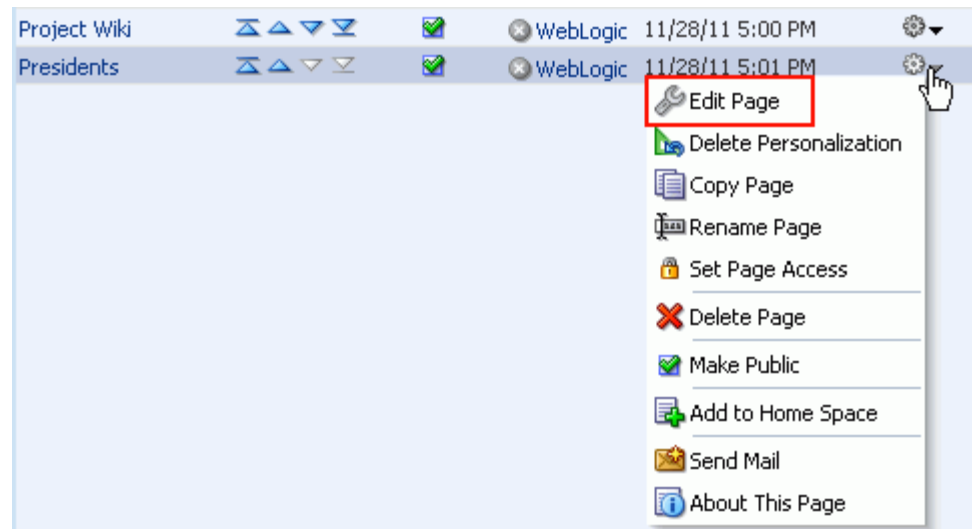 Project Wiki WebLogic 11/28/11 5:00 PM
Presidents WebLogic 11/28/11 5:01 PM
Edit Page
Delete Personalization
Copy Page
Rename Page
Set Page Access
Delete Page
Make Public
Add to Home Space
Send Mail
About This Page